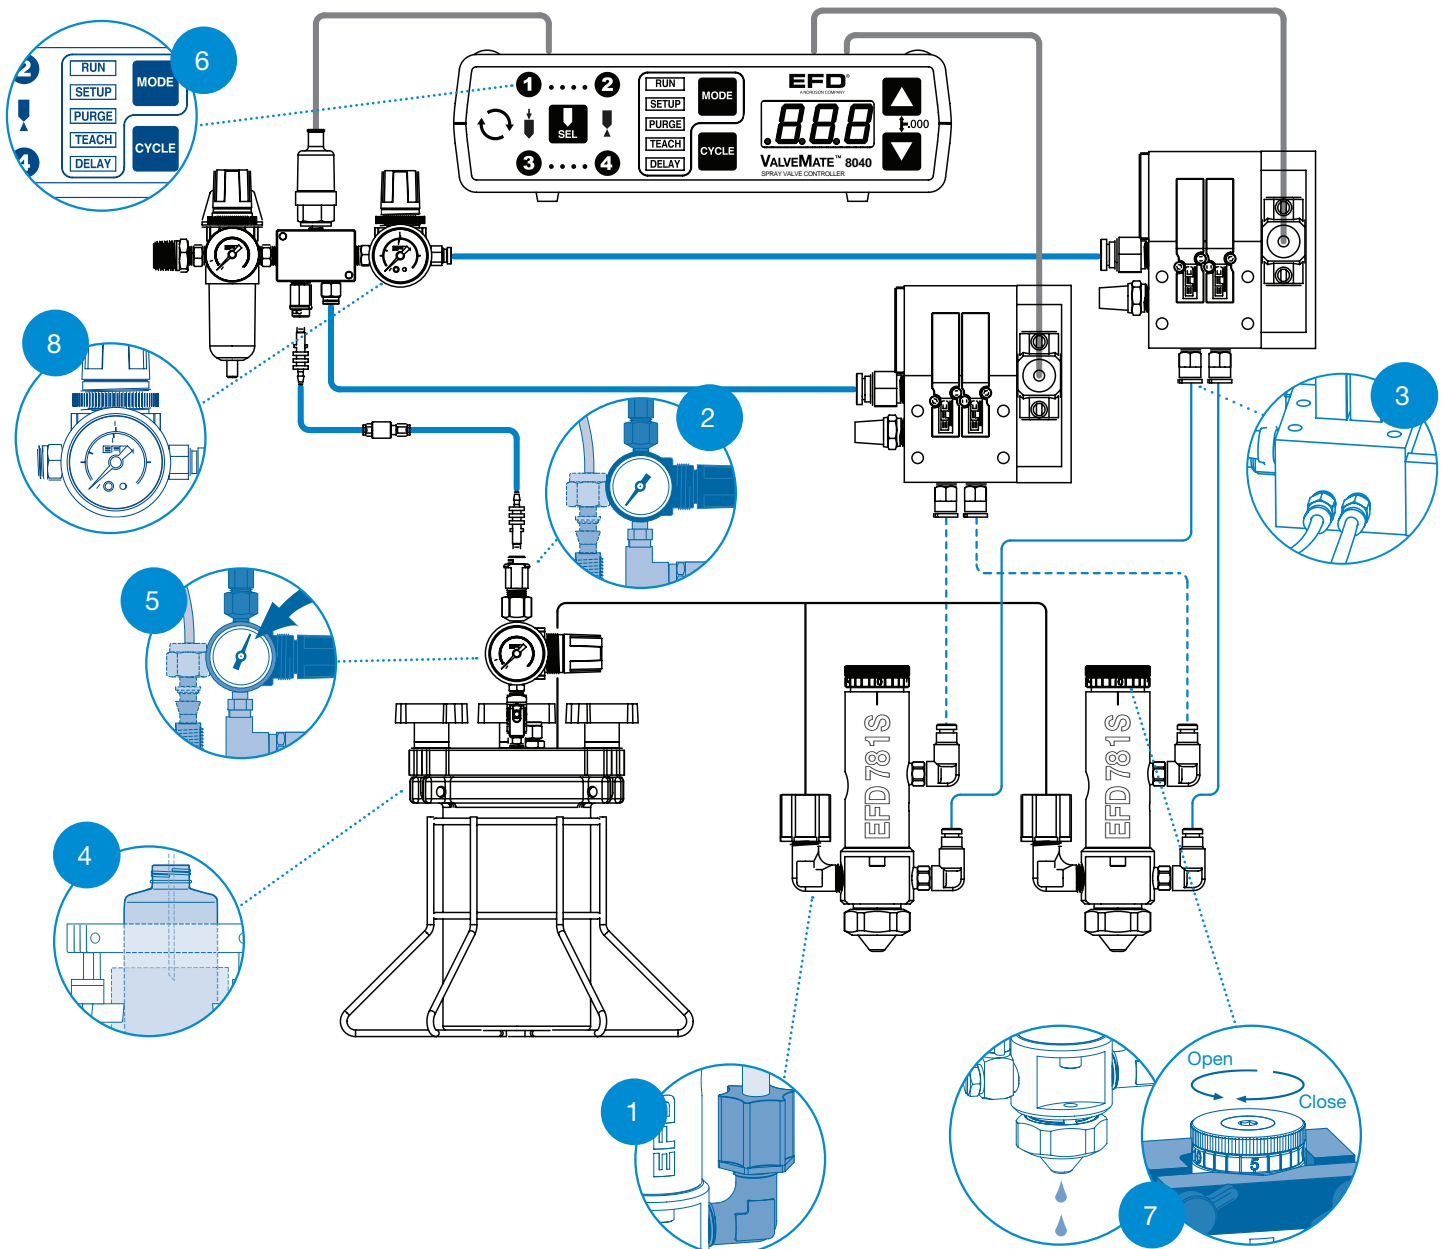 6
2
RUN
SETUP
PURGE
TEACH
DELAY
MODE
CYCLE
4
1 .... 2
SEL
3 .... 4
RUN
SETUP
PURGE
TEACH
DELAY
MODE
CYCLE
EFD®
A NORDSON COMPANY
.8.8.8
.000
VALVEMATE™ 8040
SPRAY VALVE CONTROLLER
8
2
3
5
EFD 781S
EFD 781S
4
1
EFD
Open
Close
10
5
7